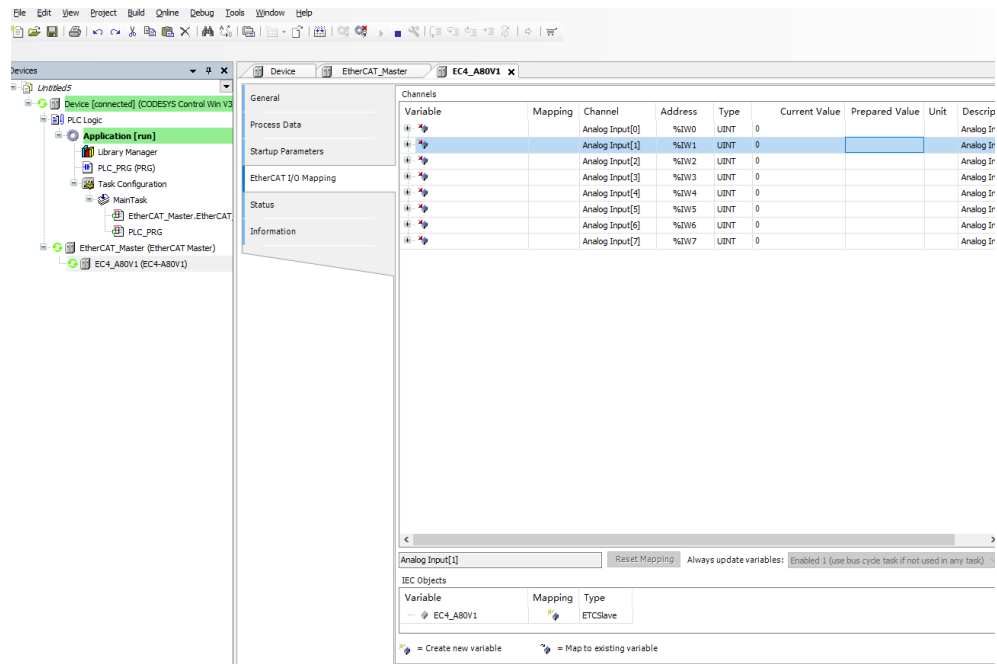 File Edit View Project Build Online Debug Tools Window Help
Devices
Device EtherCAT_Master EC4_A80V1
Untitled5
Device [connected] (CODESYS Control Win V3
PLC Logic
Application [run]
Library Manager
PLC_PRG (PRG)
Task Configuration
MainTask
EtherCAT_Master.EtherCAT_
PLC_PRG
EtherCAT_Master (EtherCAT Master)
EC4_A80V1 (EC4-A80V1)
General
Process Data
Startup Parameters
EtherCAT I/O Mapping
Status
Information
Channels
Variable Mapping Channel Address Type Current Value Prepared Value Unit Descrip
Analog Input[0] %IW0 UINT 0 Analog In
Analog Input[1] %IW1 UINT Analog In
Analog Input[2] %IW2 UINT 0 Analog In
Analog Input[3] %IW3 UINT 0 Analog In
Analog Input[4] %IW4 UINT 0 Analog In
Analog Input[5] %IW5 UINT 0 Analog In
Analog Input[6] %IW6 UINT 0 Analog In
Analog Input[7] %IW7 UINT 0 Analog In
Analog Input[1] Reset Mapping Always update variables: Enabled 1 (use bus cycle task if not used in any task)
IEC Objects
Variable Mapping Type
EC4_A80V1 ETCSlave
= Create new variable = Map to existing variable